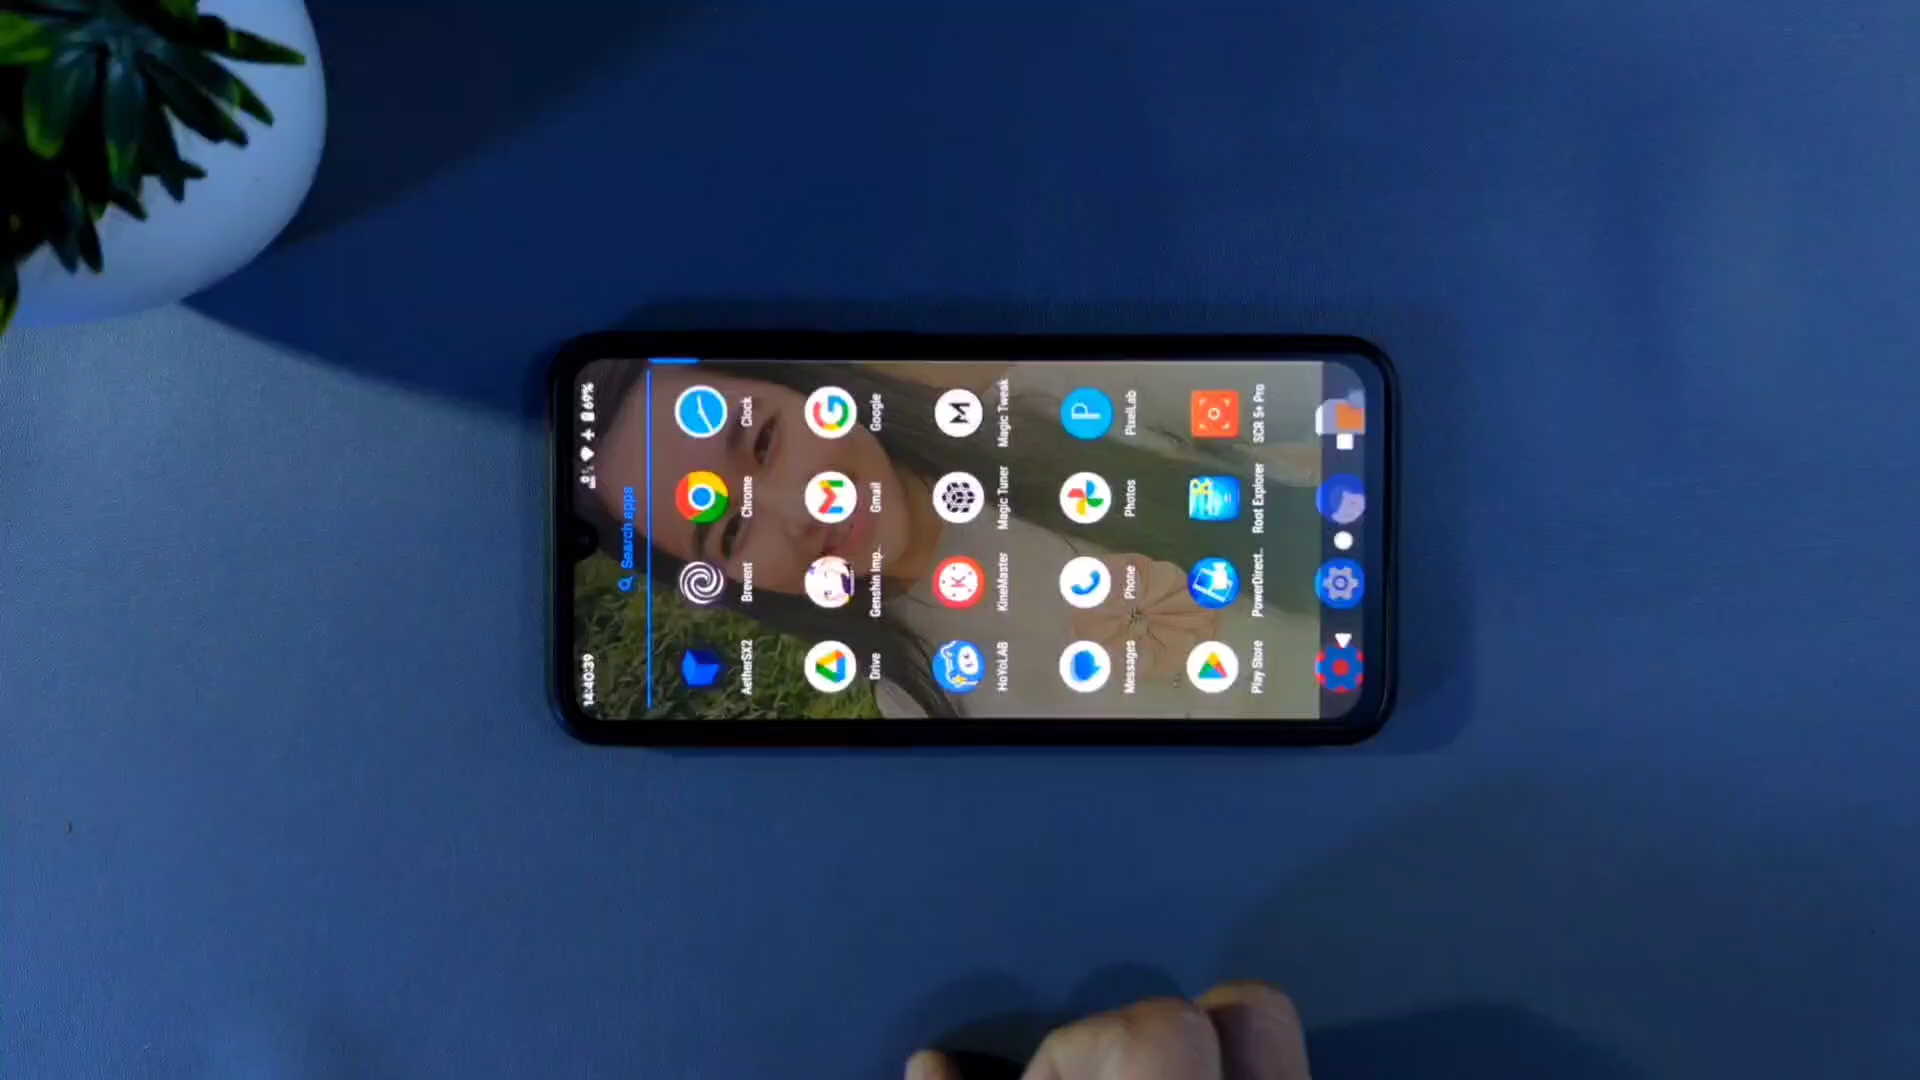 14:40:39 69%
Search apps
AetherSX2 Brevent Chrome Clock
Drive Genshin Imp.. Gmail Google
HoYoLAB KineMaster Magic Tuner Magic Tweak
Messages Phone Photos PixelLab
Play Store PowerDirect.. Root Explorer SCR 5+ Pro